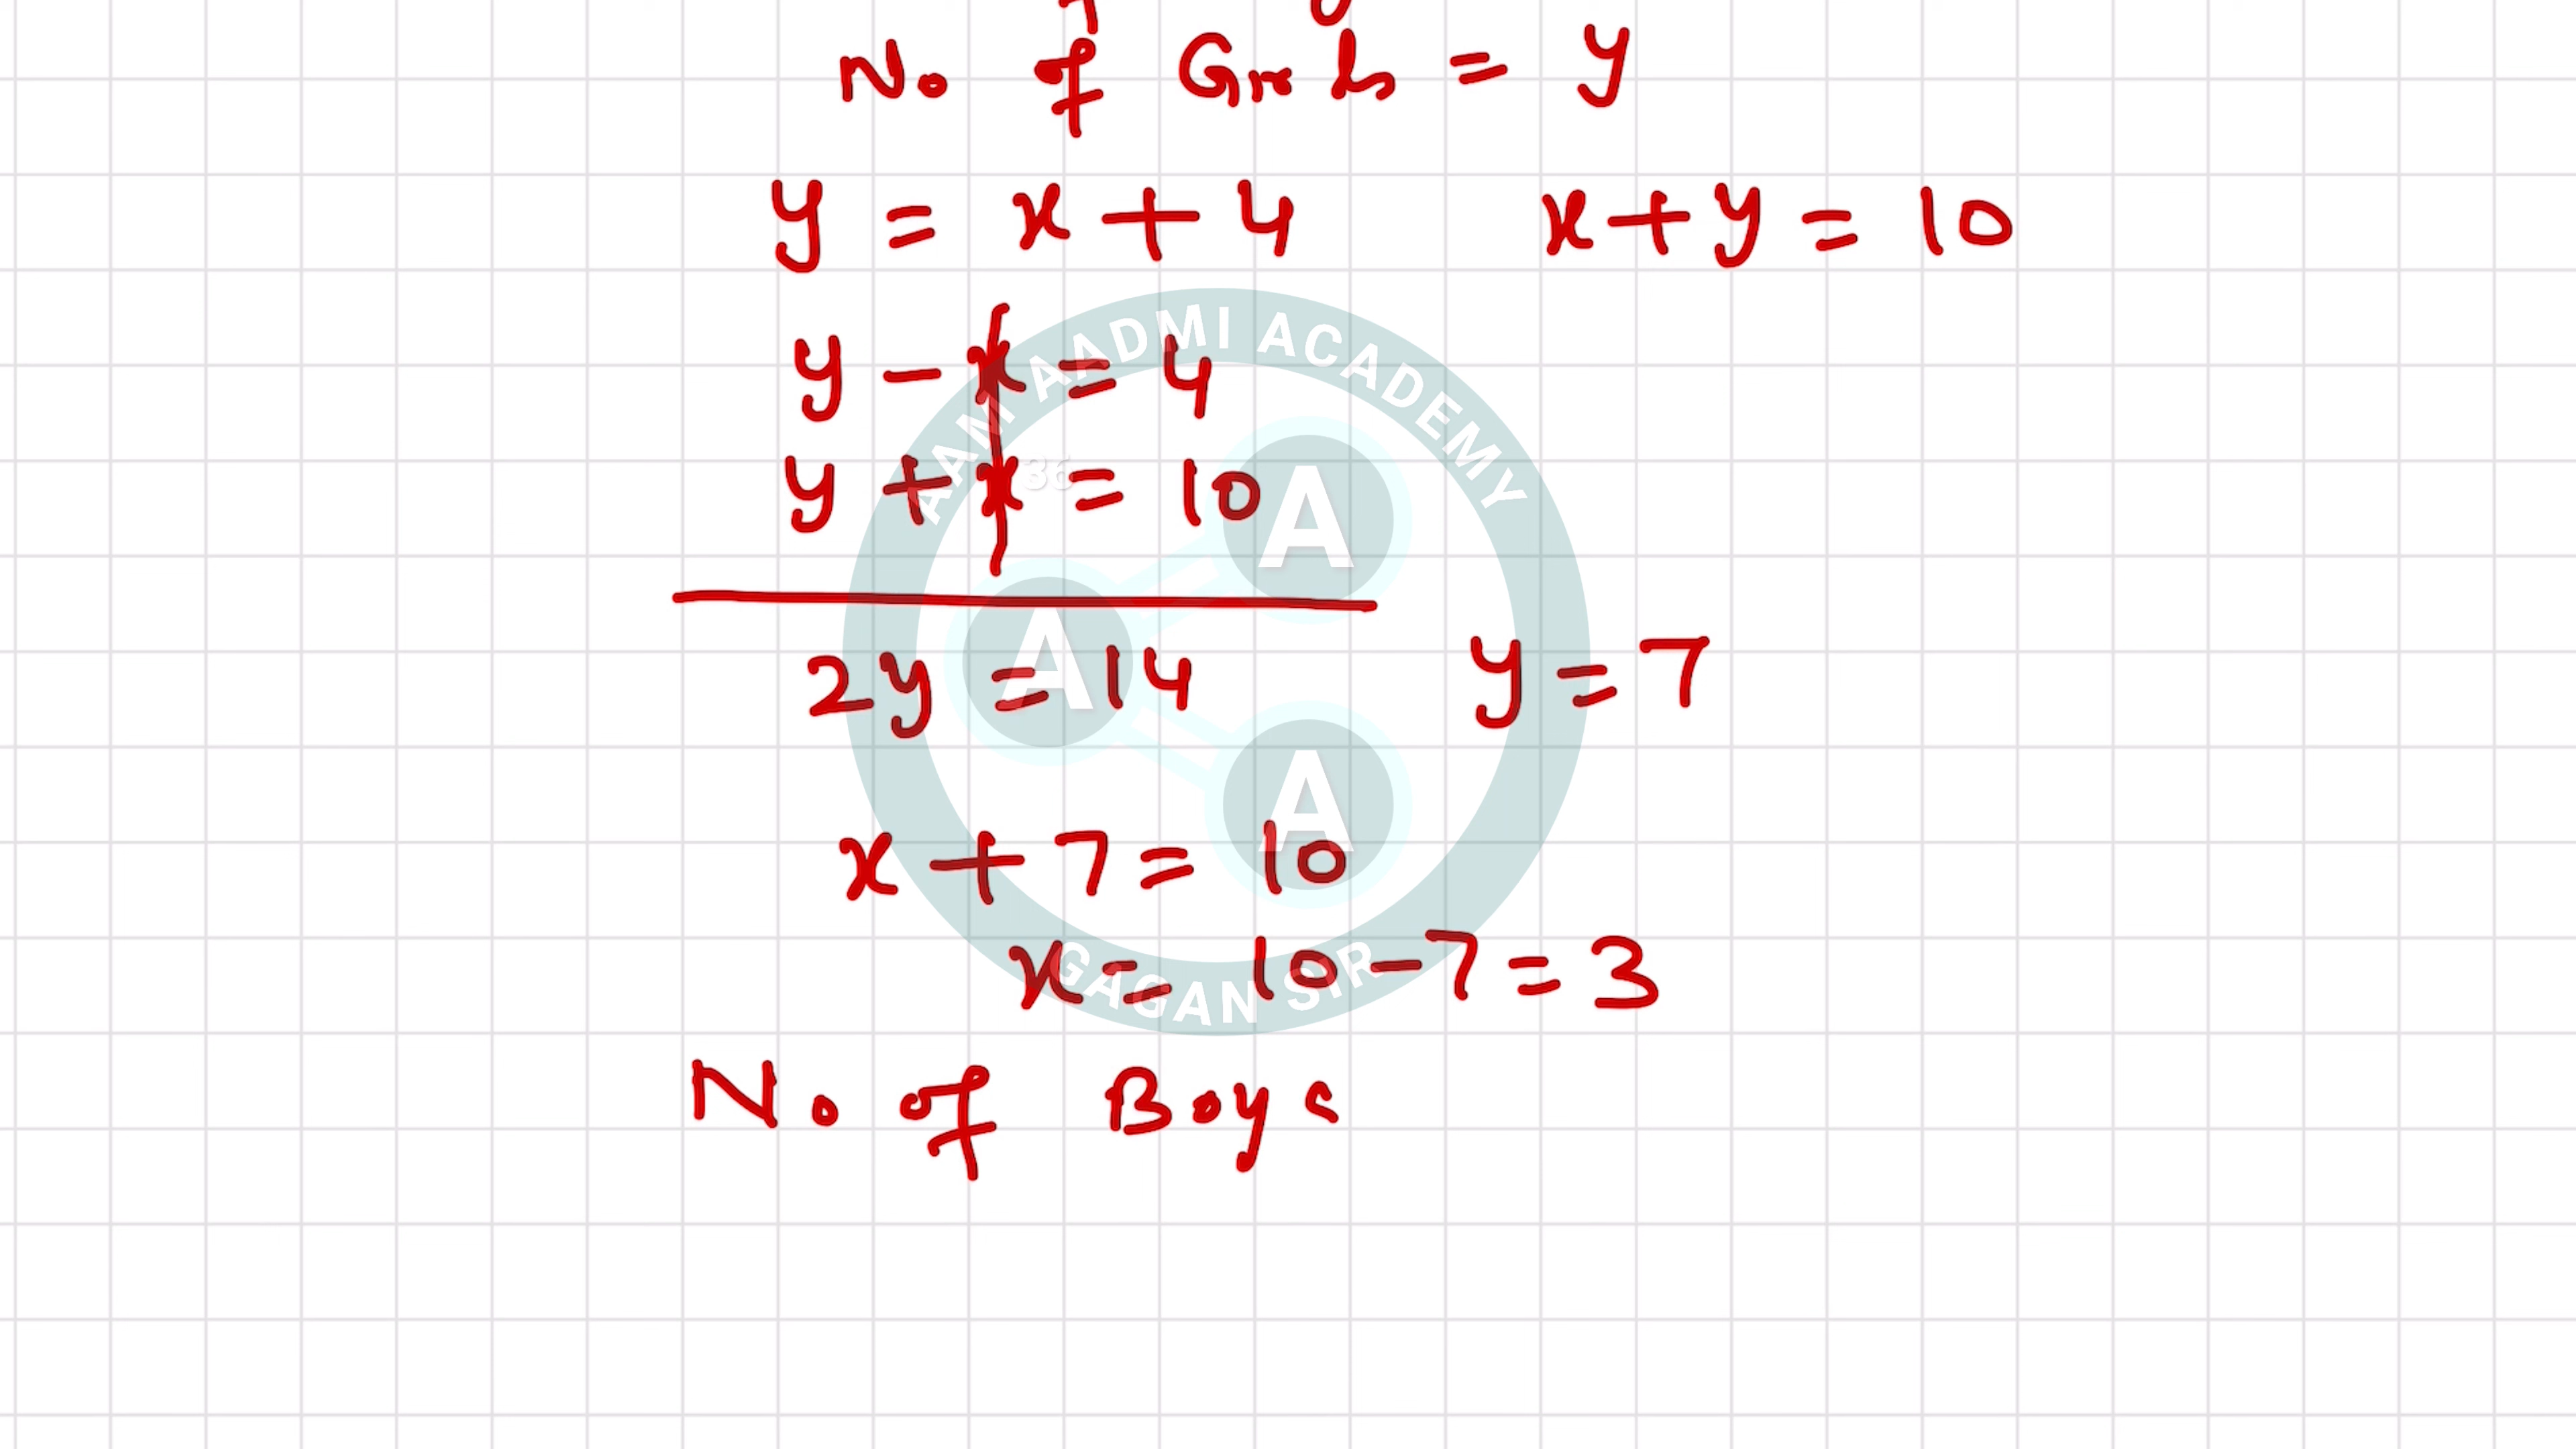 No of Girls = y
y = x + 4 x + y = 10
y - x = 4
y + x = 10
2y = 14 y = 7
x + 7 = 10
x = 10 - 7 = 3
No of Boys
AAM AADMI ACADEMY
36
A
A
A
GAGAN SIR